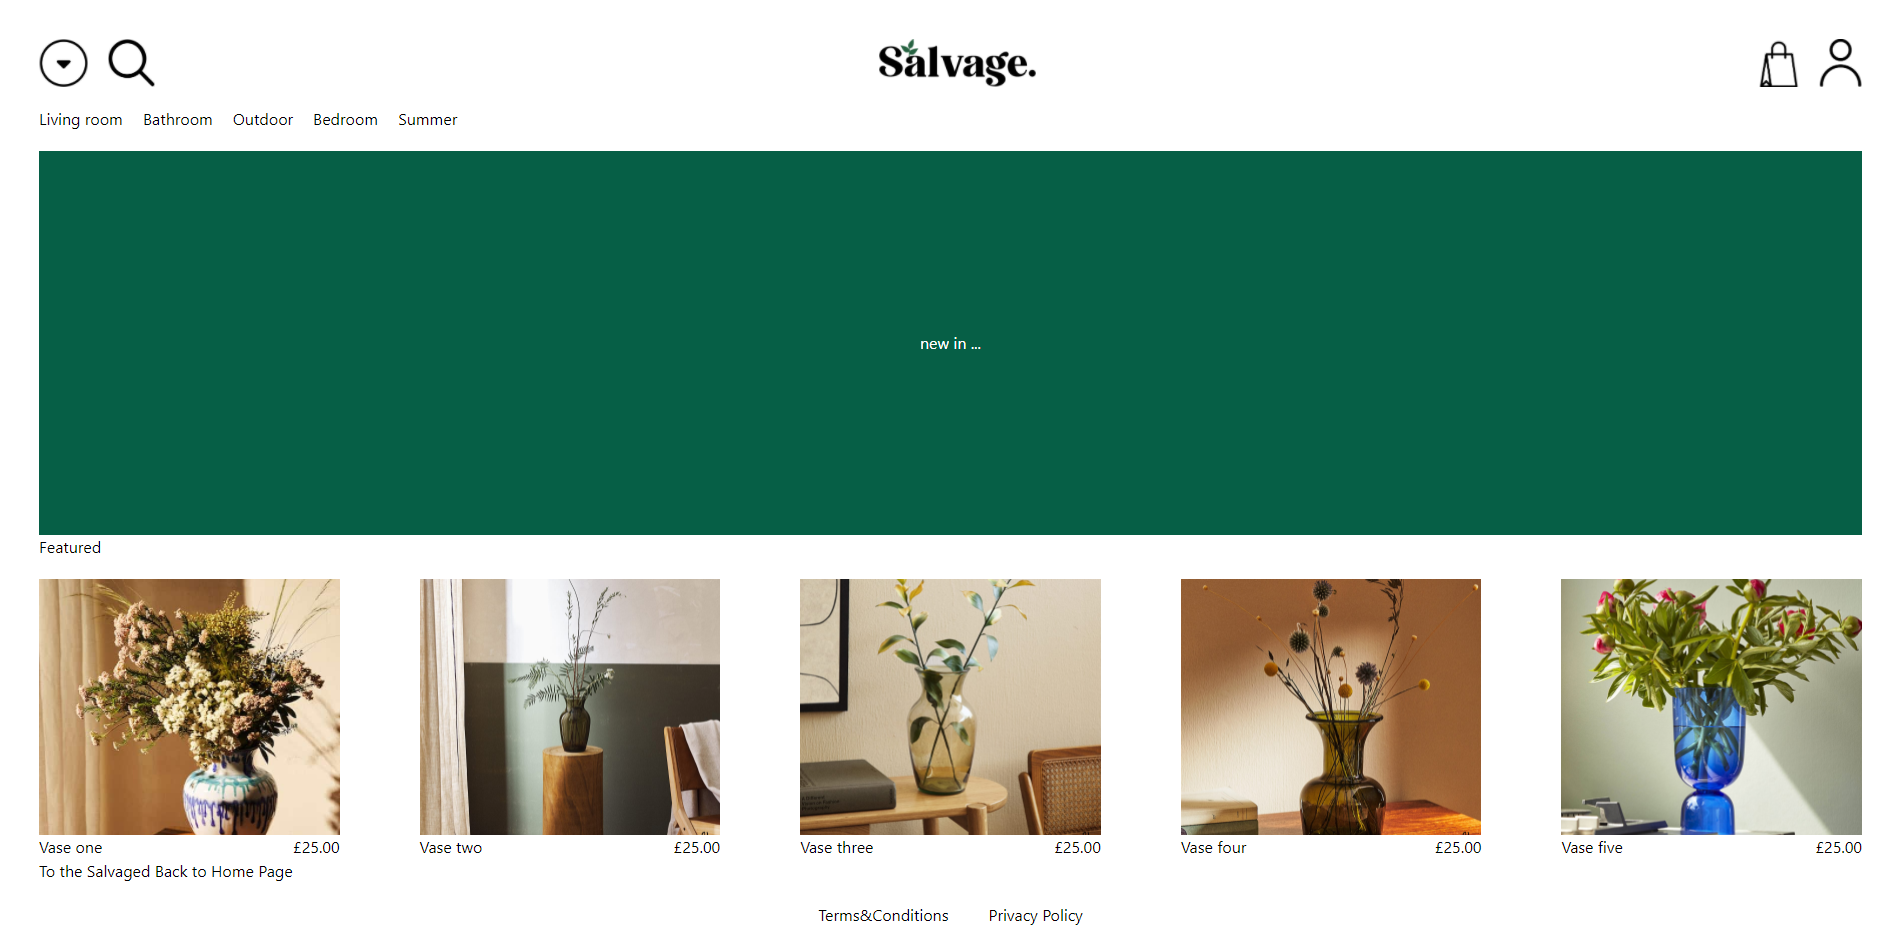 Salvage.
Living room Bathroom Outdoor Bedroom Summer
new in ...
Featured
Vase one £25.00 Vase two £25.00 Vase three £25.00 Vase four £25.00 Vase five £25.00
To the Salvaged Back to Home Page
Terms&Conditions Privacy Policy